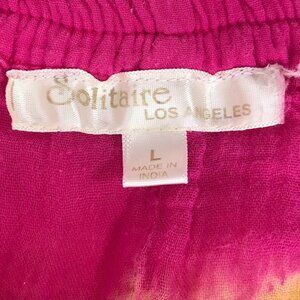 Solitaire
LOS ANGELES
L
MADE IN
INDIA